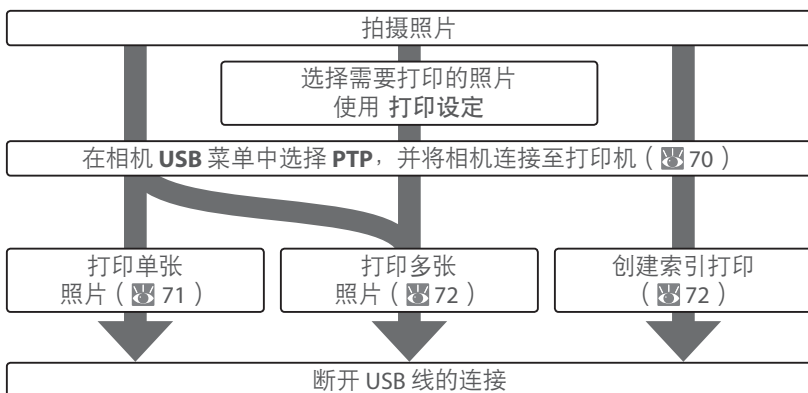 拍摄照片
选择需要打印的照片
使用 打印设定
在相机 USB 菜单中选择 PTP，并将相机连接至打印机（ 70 ）
打印单张
照片（ 71 ）
打印多张
照片（ 72 ）
创建索引打印
（ 72 ）
断开 USB 线的连接